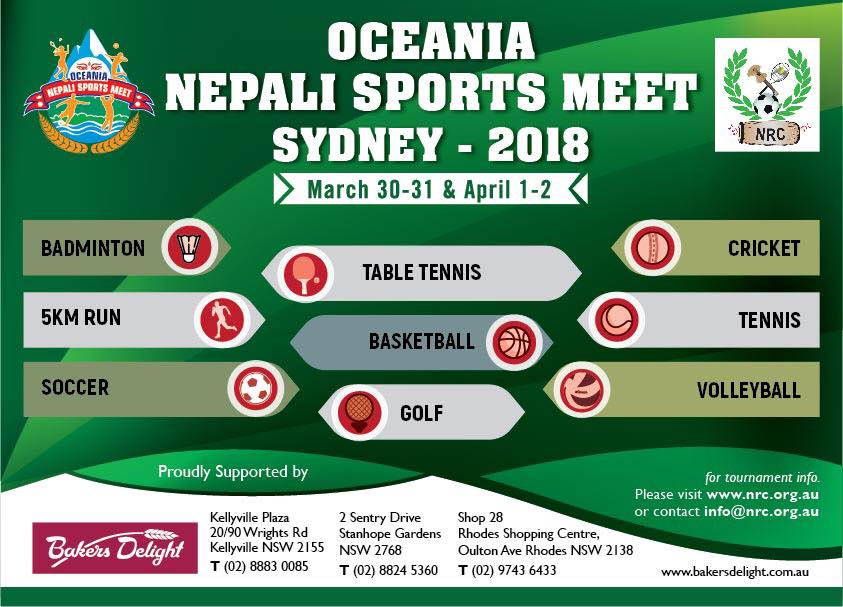 OCEANIA
NEPALI SPORTS MEET
SYDNEY - 2018
March 30-31 & April 1-2
OCEANIA
NEPALI SPORTS MEET
NRC
BADMINTON
TABLE TENNIS
CRICKET
5KM RUN
BASKETBALL
TENNIS
SOCCER
GOLF
VOLLEYBALL
Proudly Supported by
for tournament info.
Please visit www.nrc.org.au
or contact info@nrc.org.au
Bakers Delight
Kellyville Plaza
20/90 Wrights Rd
Kellyville NSW 2155
T (02) 8883 0085
2 Sentry Drive
Stanhope Gardens
NSW 2768
T (02) 8824 5360
Shop 28
Rhodes Shopping Centre,
Oulton Ave Rhodes NSW 2138
T (02) 9743 6433
www.bakersdelight.com.au